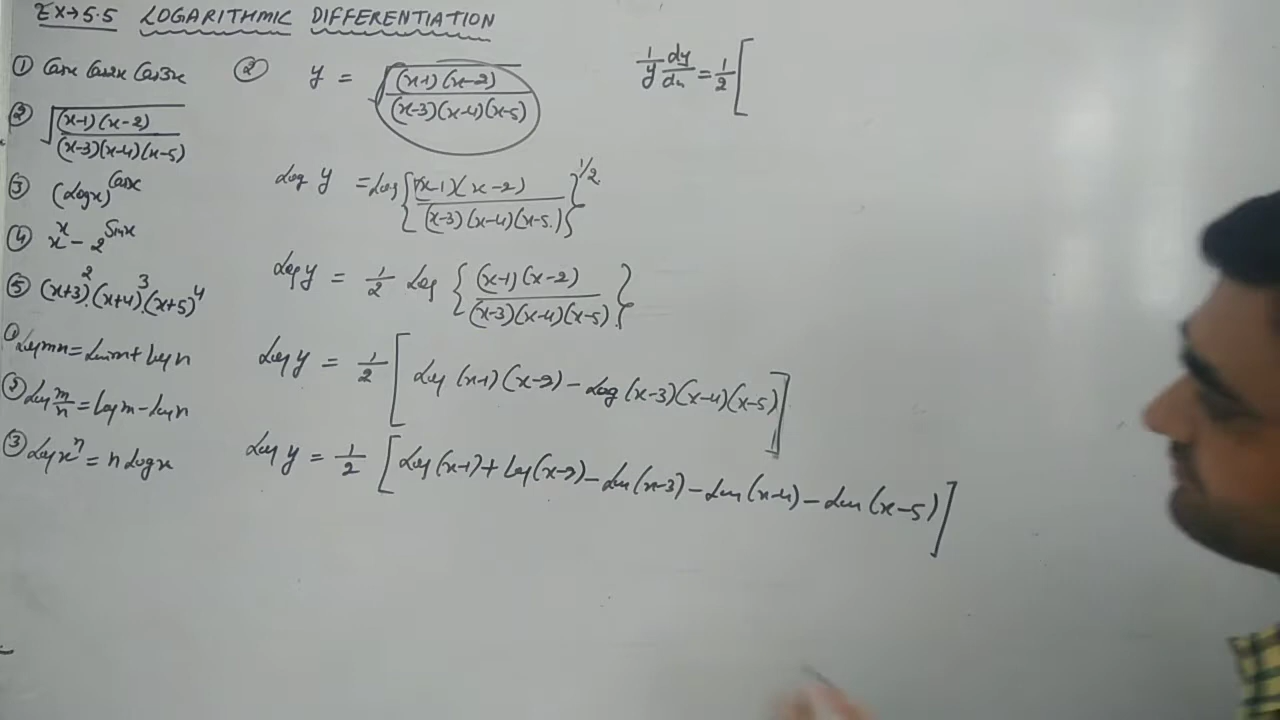 EX→5.5 LOGARITHMIC DIFFERENTIATION
① Cosx Cos2x Cos3x
② √((x-1)(x-2)/(x-3)(x-4)(x-5))
③ (Logx)^Cosx
④ x^x - 2^Sinx
⑤ (x+3)^2.(x+4)^3.(x+5)^4
① Log mn = Log m + Log n
② Log m/n = Log m - Log n
③ Log x^n = n Log x
② y = √((x-1)(x-2)/(x-3)(x-4)(x-5))
Log y = Log {(x-1)(x-2)/(x-3)(x-4)(x-5)}^1/2
Log y = 1/2 Log {(x-1)(x-2)/(x-3)(x-4)(x-5)}
Log y = 1/2 [Log (x-1)(x-2) - Log (x-3)(x-4)(x-5)]
Log y = 1/2 [Log (x-1) + Log (x-2) - Log (x-3) - Log (x-4) - Log (x-5)]
1/y dy/dx = 1/2 [